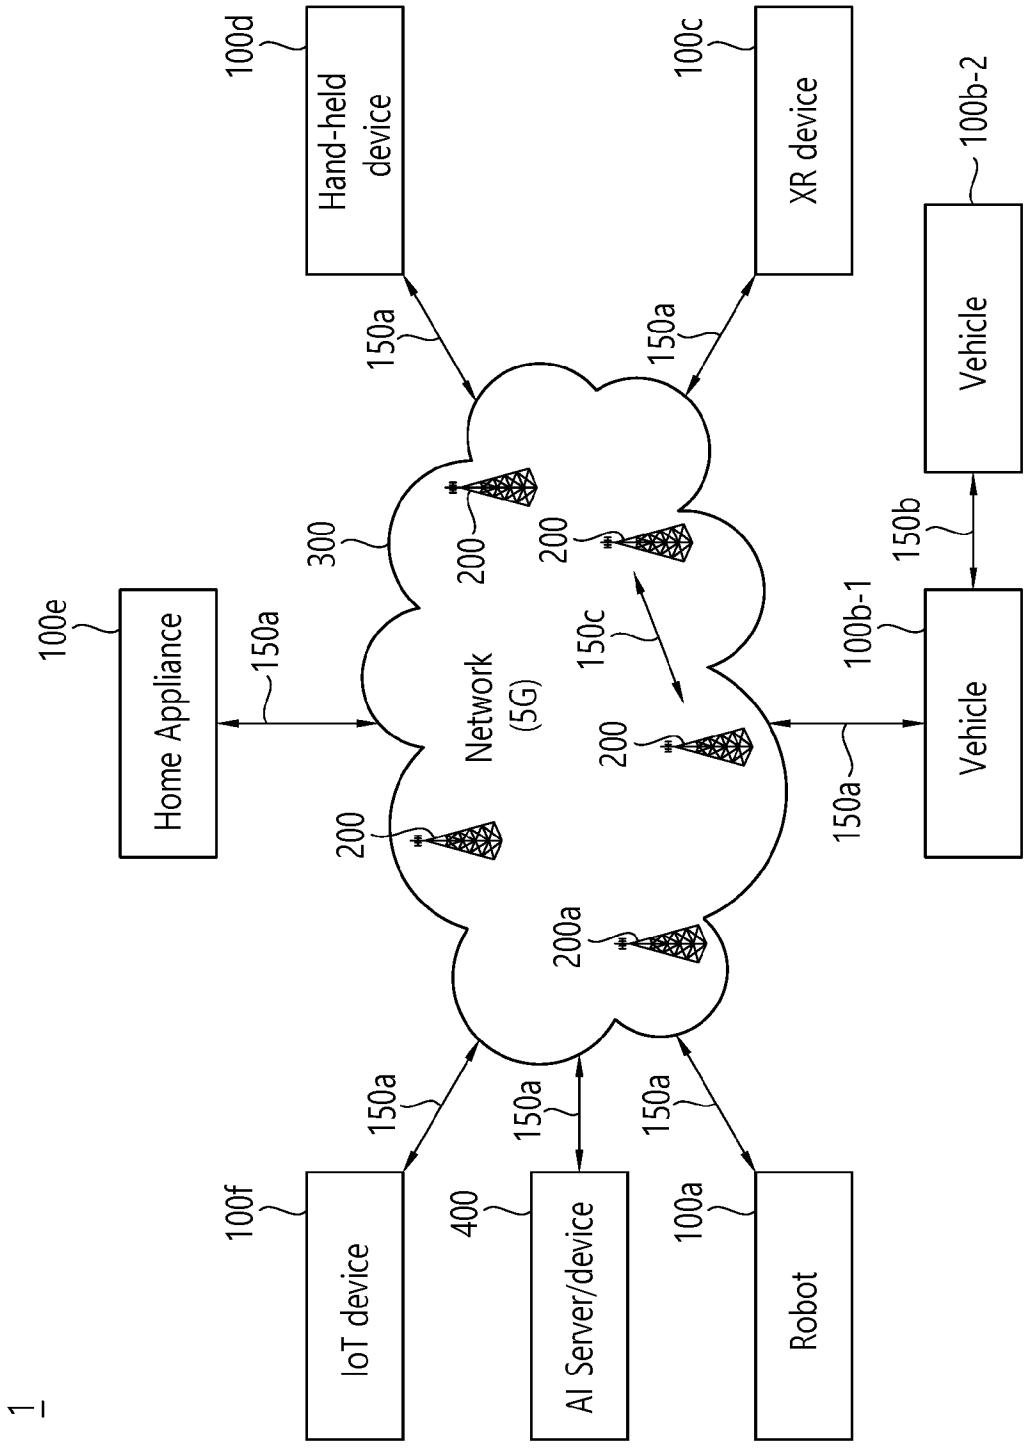 1
100e
Home Appliance
150a
100f
IoT device
150a
300
150a
100d
Hand-held
device
400
AI Server/device
150a
Network
(5G)
200
200
200
200
200a
150c
100a
Robot
150a
150a
100c
XR device
150a
100b-1
Vehicle
150b
100b-2
Vehicle